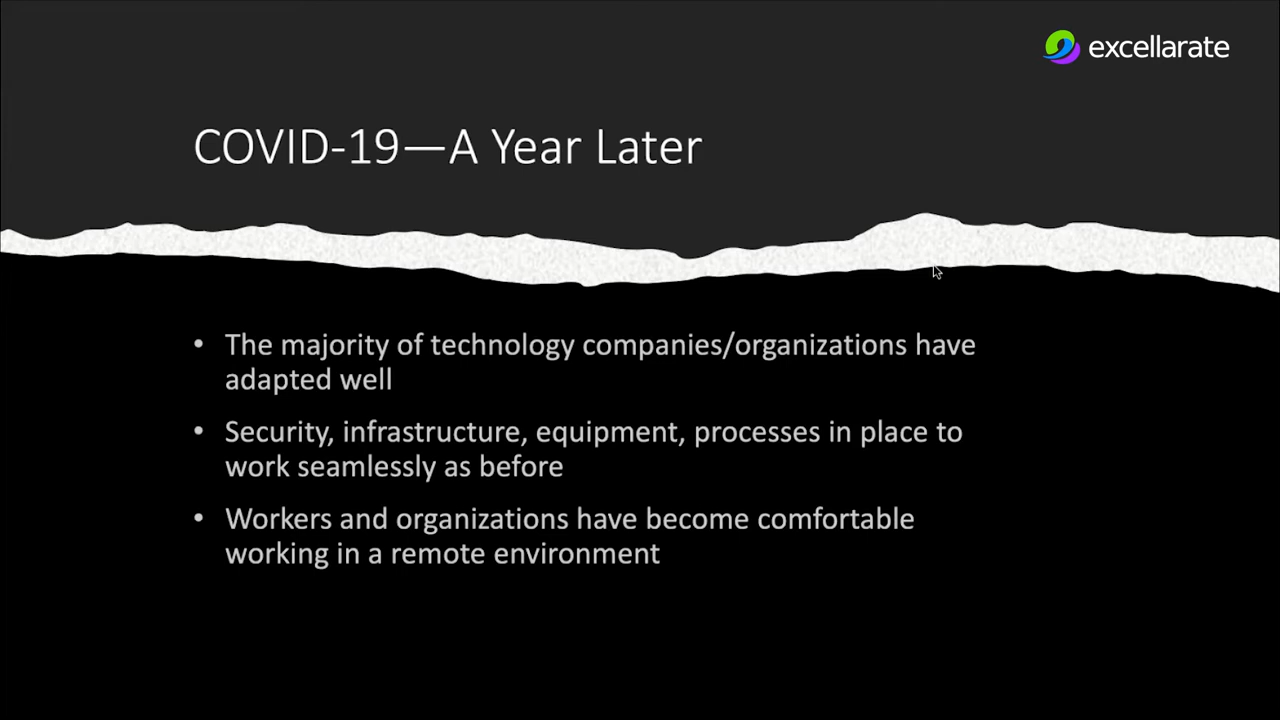 excellarate
COVID-19—A Year Later
• The majority of technology companies/organizations have
adapted well
• Security, infrastructure, equipment, processes in place to
work seamlessly as before
• Workers and organizations have become comfortable
working in a remote environment